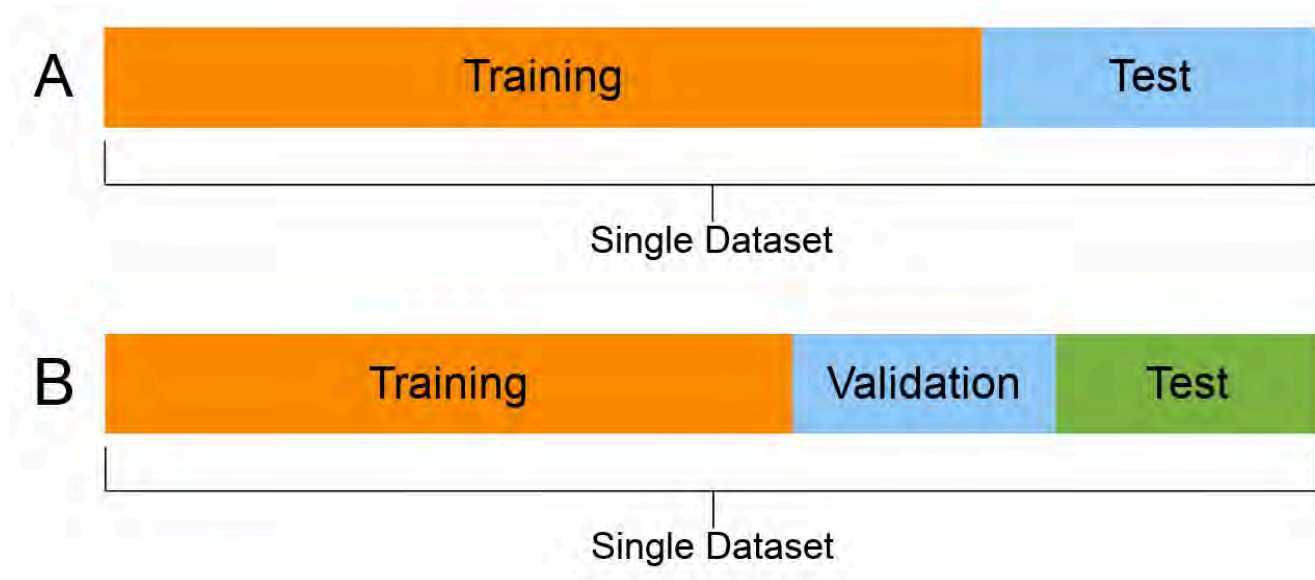 A Training Test
Single Dataset
B Training Validation Test
Single Dataset